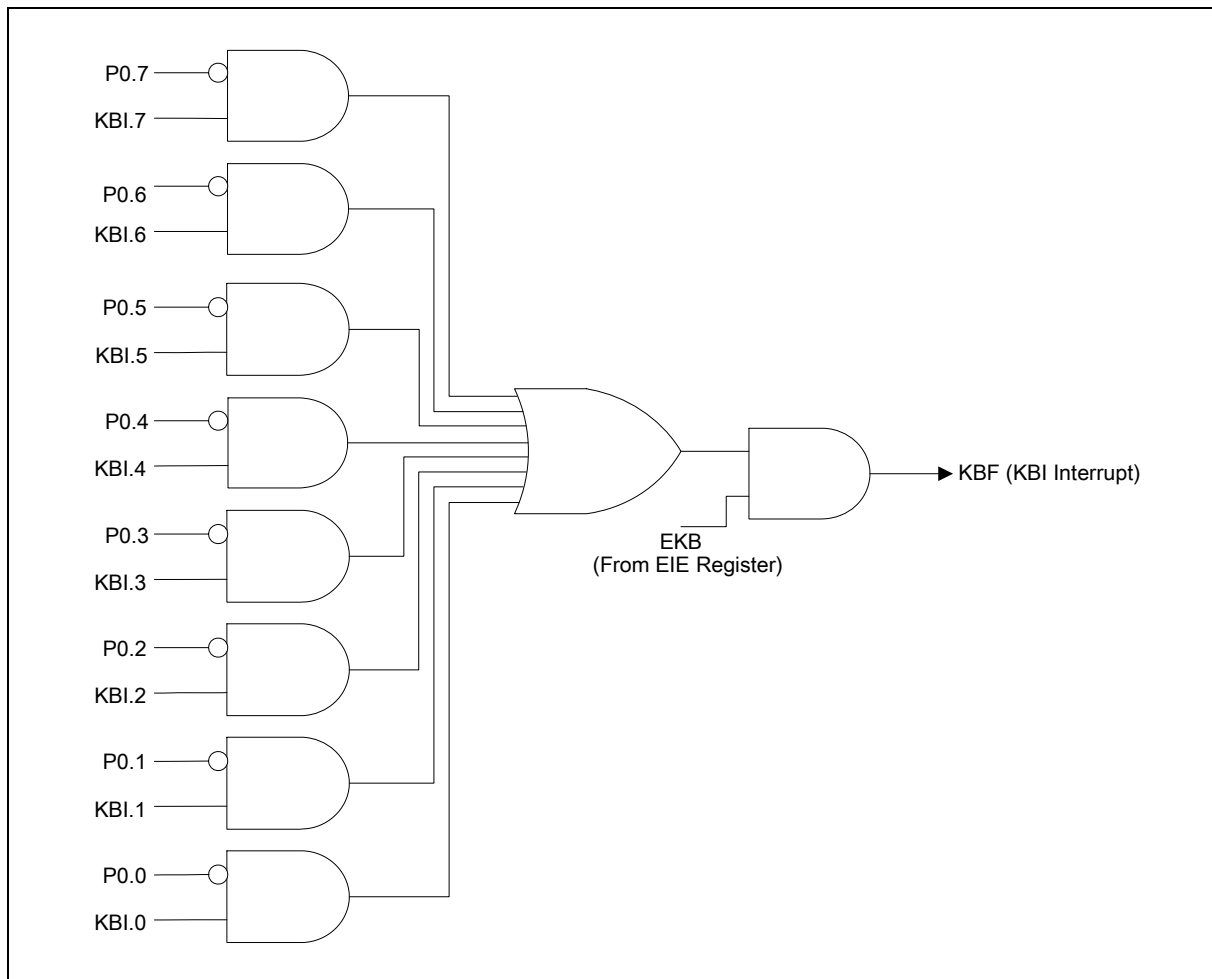 P0.7
KBI.7
P0.6
KBI.6
P0.5
KBI.5
P0.4
KBI.4
P0.3
KBI.3
P0.2
KBI.2
P0.1
KBI.1
P0.0
KBI.0
EKB
(From EIE Register)
KBF (KBI Interrupt)